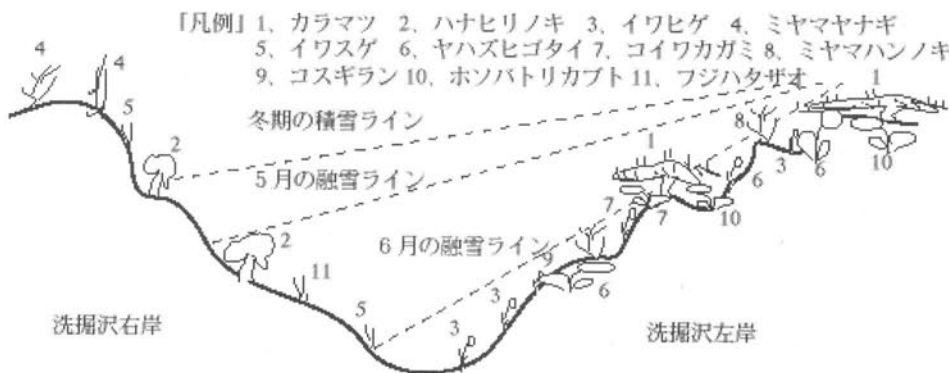 「凡例」1、カラマツ 2、ハナヒリノキ 3、イワヒゲ 4、ミヤマヤナギ
5、イワスゲ 6、ヤハズヒゴタイ 7、コイワカガミ 8、ミヤマハンノキ
9、コスギラン 10、ホソバトリカブト 11、フジハタザオ
4
4
5
2
冬期の積雪ライン
1
8
3
6
10
5月の融雪ライン
1
6
7
7
10
2
6月の融雪ライン
9
6
11
5
3
3
洗掘沢右岸
洗掘沢左岸